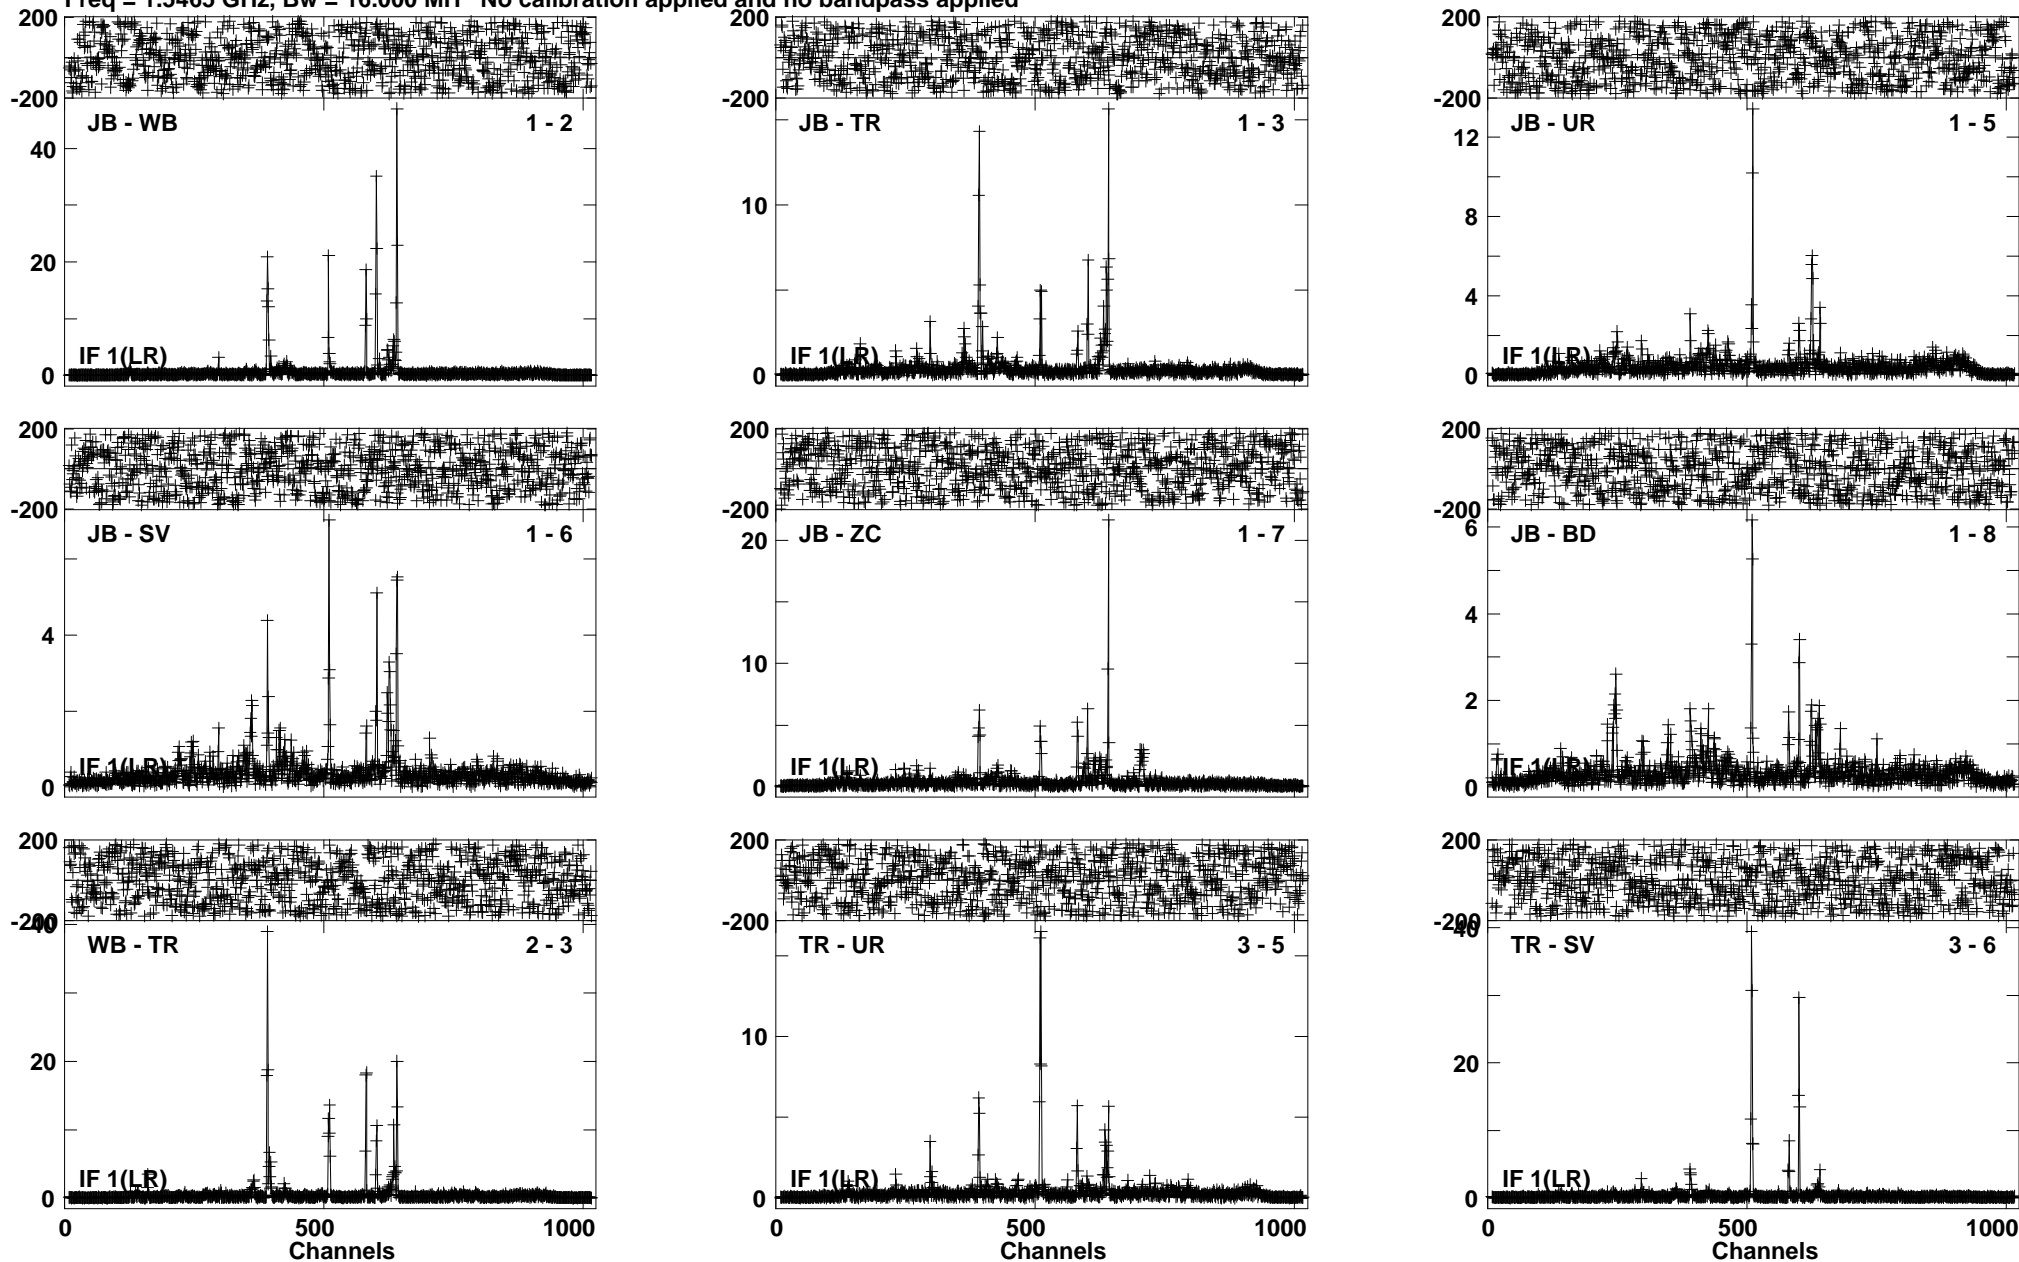 Freq = GHz, Bw = 16.000 MH No calibration applied and no bandpass applied
200 200 200
-200 -200 -200
JB - WB 1 - 2 JB - TR 1 - 3 JB - UR 1 - 5
12
40
10
8
20
4
IF 1(LR) IF 1(LR) IF 1(LR)
0 0 0
200 200 200
-200 -200 -200
JB - SV 1 - 6 JB - ZC 1 - 7 JB - BD 1 - 8
20 6
4 4
10
2
IF 1(LR) IF 1(LR) IF 1(LR)
0 0 0
200 200 200
-200 -200 -200
40 40
WB - TR 2 - 3 TR - UR 3 - 5 TR - SV 3 - 6
20 10 20
IF 1(LR) IF 1(LR) IF 1(LR)
0 0 0
0 500 1000 0 500 1000 0 500 1000
Channels Channels Channels